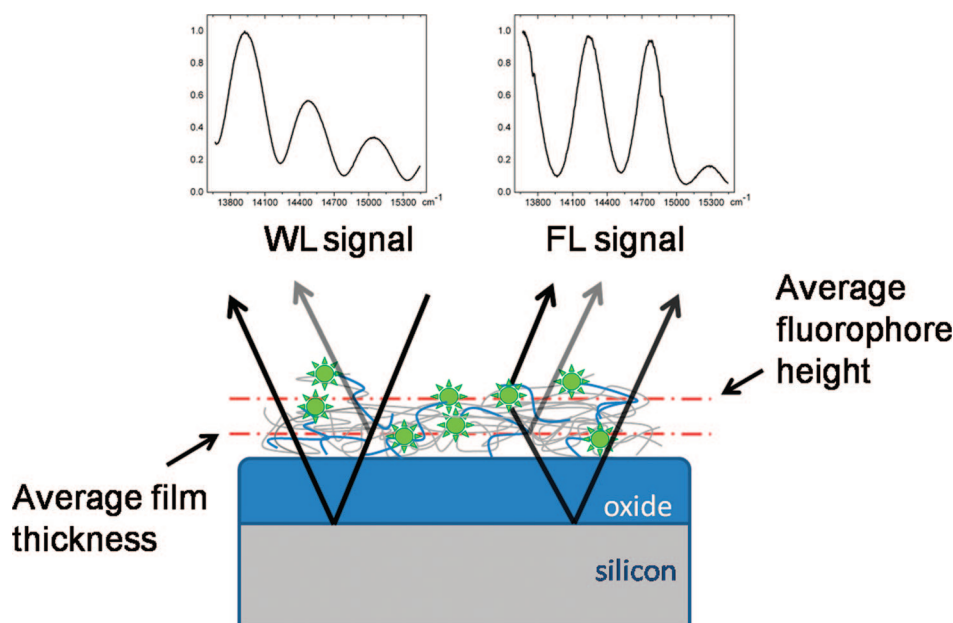 1.0
0.8
0.6
0.4
0.2
0.0
13800 14100 14400 14700 15000 15300 cm-1
1.0
0.8
0.6
0.4
0.2
0.0
13800 14100 14400 14700 15000 15300 cm-1
WL signal
FL signal
Average
fluorophore
height
Average film
thickness
oxide
silicon